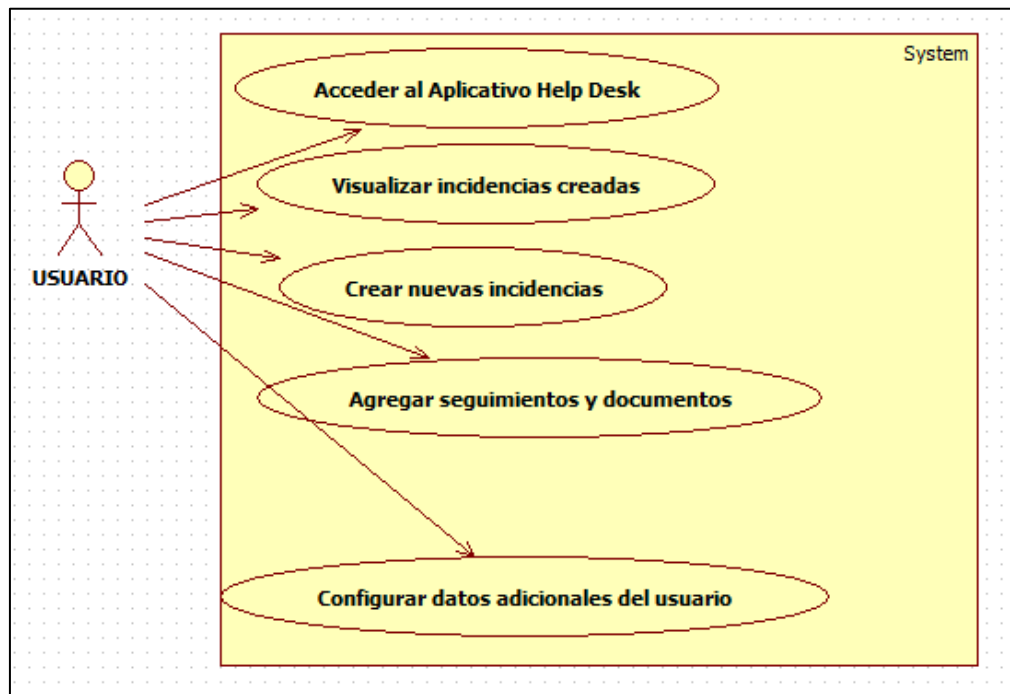 System
Acceder al Aplicativo Help Desk
Visualizar incidencias creadas
USUARIO
Crear nuevas incidencias
Agregar seguimientos y documentos
Configurar datos adicionales del usuario